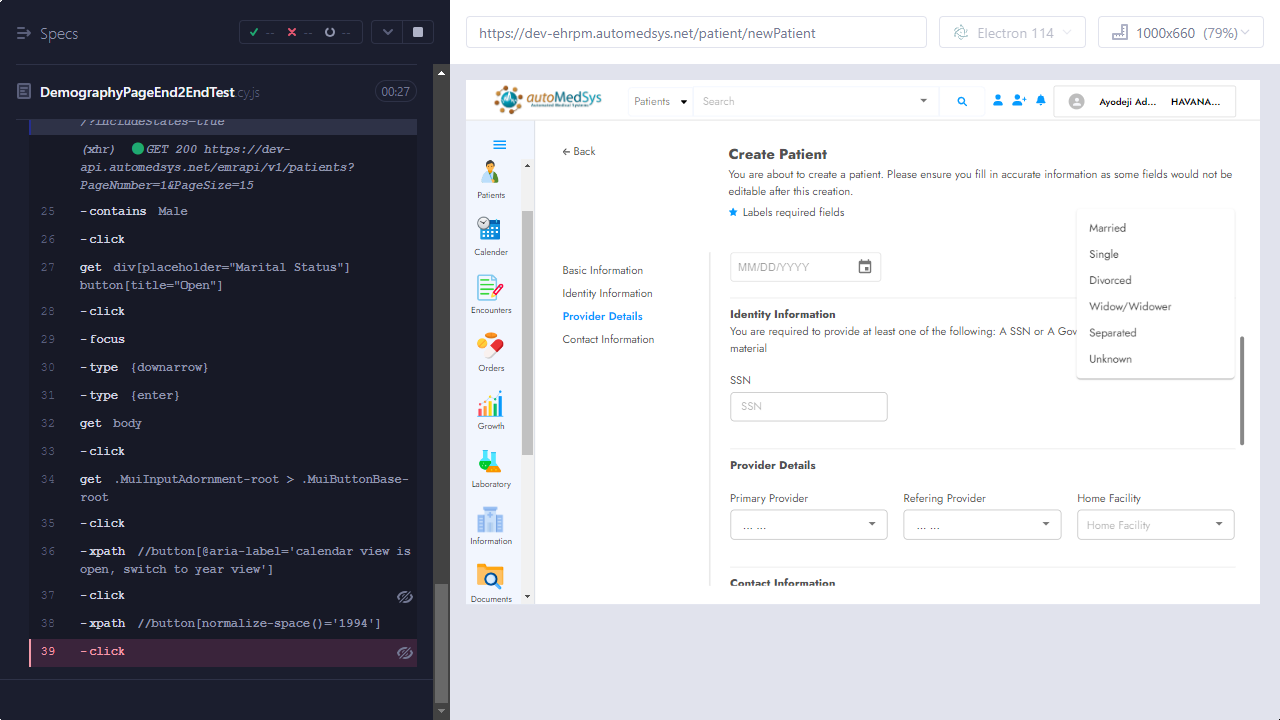 Specs
-- -- --
DemographyPageEnd2EndTest.cy.js
00:27
/?includeStates=true
(xhr) GET 200 https://dev-
api.automedsys.net/emrapi/v1/patients?
PageNumber=1&PageSize=15
25 -contains Male
26 -click
27 get div[placeholder="Marital Status"]
button[title="Open"]
28 -click
29 -focus
30 -type {downarrow}
31 -type {enter}
32 get body
33 -click
34 get .MuiInputAdornment-root > .MuiButtonBase-
root
35 -click
36 -xpath //button[@aria-label='calendar view is
open, switch to year view']
37 -click
38 -xpath //button[normalize-space()='1994']
39 -click
https://dev-ehrpm.automedsys.net/patient/newPatient
Electron 114
1000x660 (79%)
autoMedSys
Automated Medical Systems
Patients
Search
Ayodeji Ad... HAVANA...
Patients
Calender
Encounters
Orders
Growth
Laboratory
Information
Documents
Back
Create Patient
You are about to create a patient. Please ensure you fill in accurate information as some fields would not be
editable after this creation.
Labels required fields
Basic Information
Identity Information
Provider Details
Contact Information
MM/DD/YYYY
Married
Single
Divorced
Widow/Widower
Separated
Unknown
Identity Information
You are required to provide at least one of the following: A SSN or A Gov
material
SSN
SSN
Provider Details
Primary Provider
Refering Provider
Home Facility
... ...
... ...
Home Facility
Contact Information